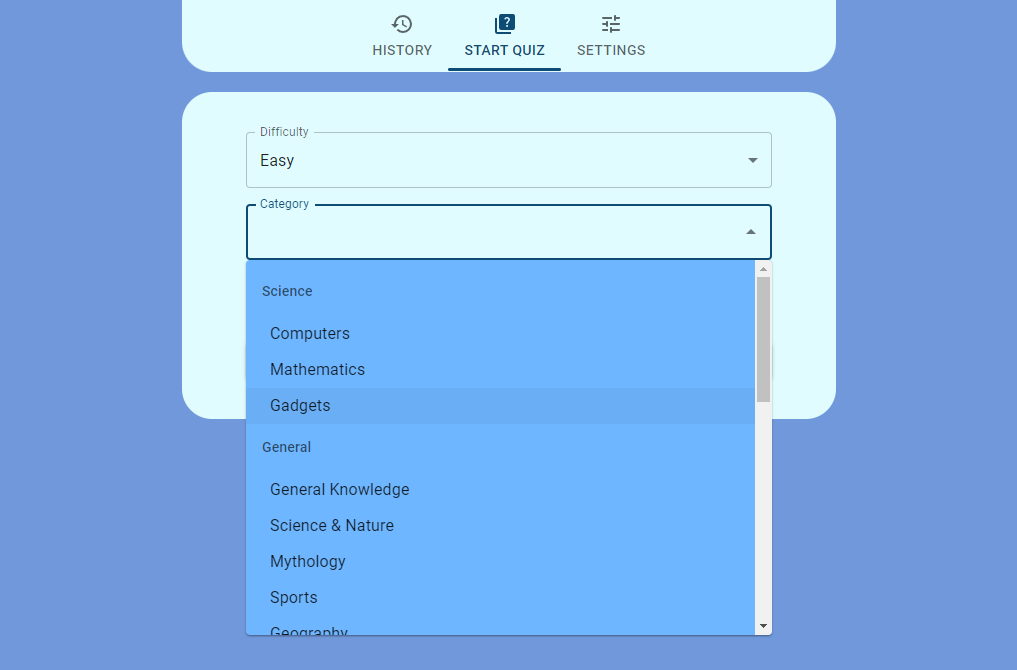 HISTORY START QUIZ SETTINGS
Difficulty
Easy
Category
Science
Computers
Mathematics
Gadgets
General
General Knowledge
Science & Nature
Mythology
Sports
Geography